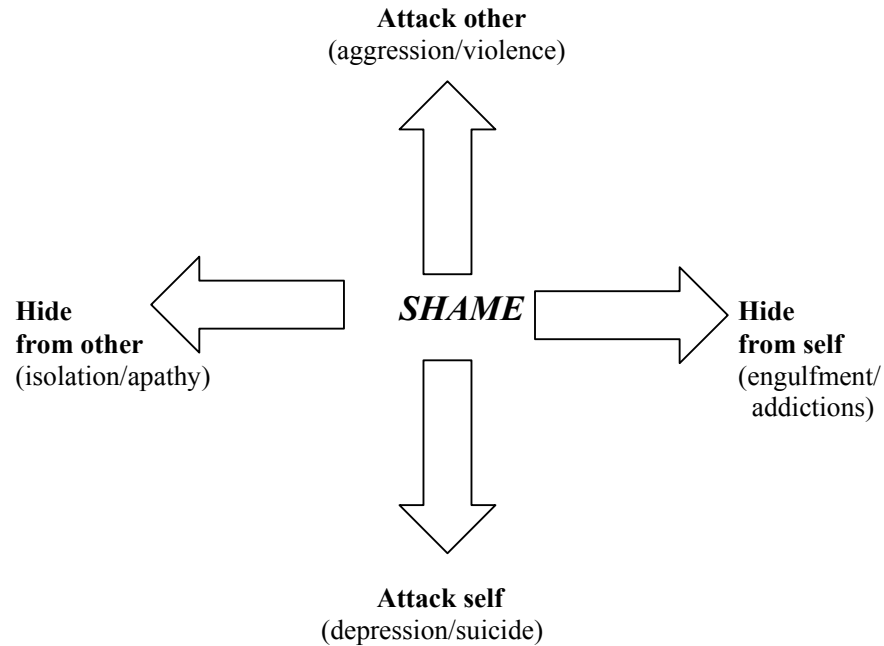 Attack other
(aggression/violence)
Hide
from other
(isolation/apathy)
SHAME
Hide
from self
(engulfment/
addictions)
Attack self
(depression/suicide)